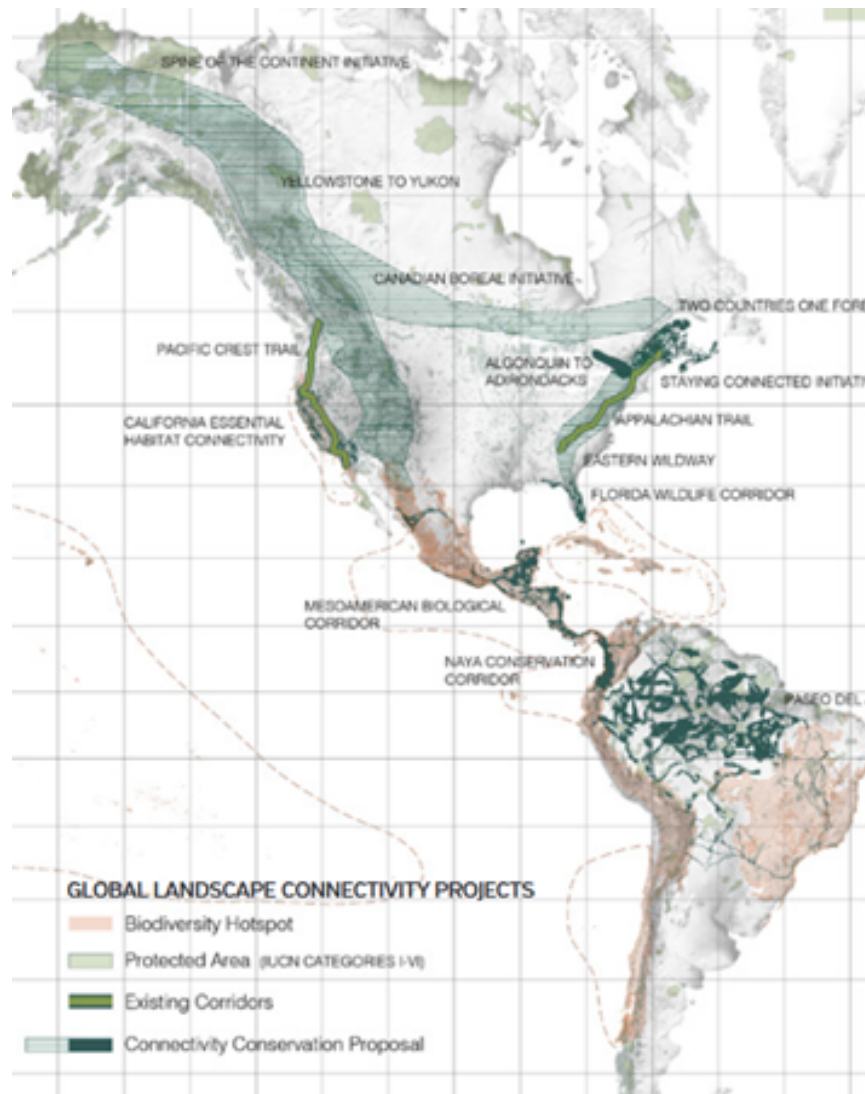 SPINE OF THE CONTINENT INITIATIVE
YELLOWSTONE TO YUKON
CANADIAN BOREAL INITIATIVE
TWO COUNTRIES ONE FORE
PACIFIC CREST TRAIL
ALGONQUIN TO
ADIRONDACKS
STAYING CONNECTED INITIATIV
CALIFORNIA ESSENTIAL
HABITAT CONNECTIVITY
APPALACHIAN TRAIL
EASTERN WILDWAY
FLORIDA WILDLIFE CORRIDOR
MESOAMERICAN BIOLOGICAL
CORRIDOR
NAYA CONSERVATION
CORRIDOR
PASEO DEL
GLOBAL LANDSCAPE CONNECTIVITY PROJECTS
Biodiversity Hotspot
Protected Area (IUCN CATEGORIES I-VI)
Existing Corridors
Connectivity Conservation Proposal